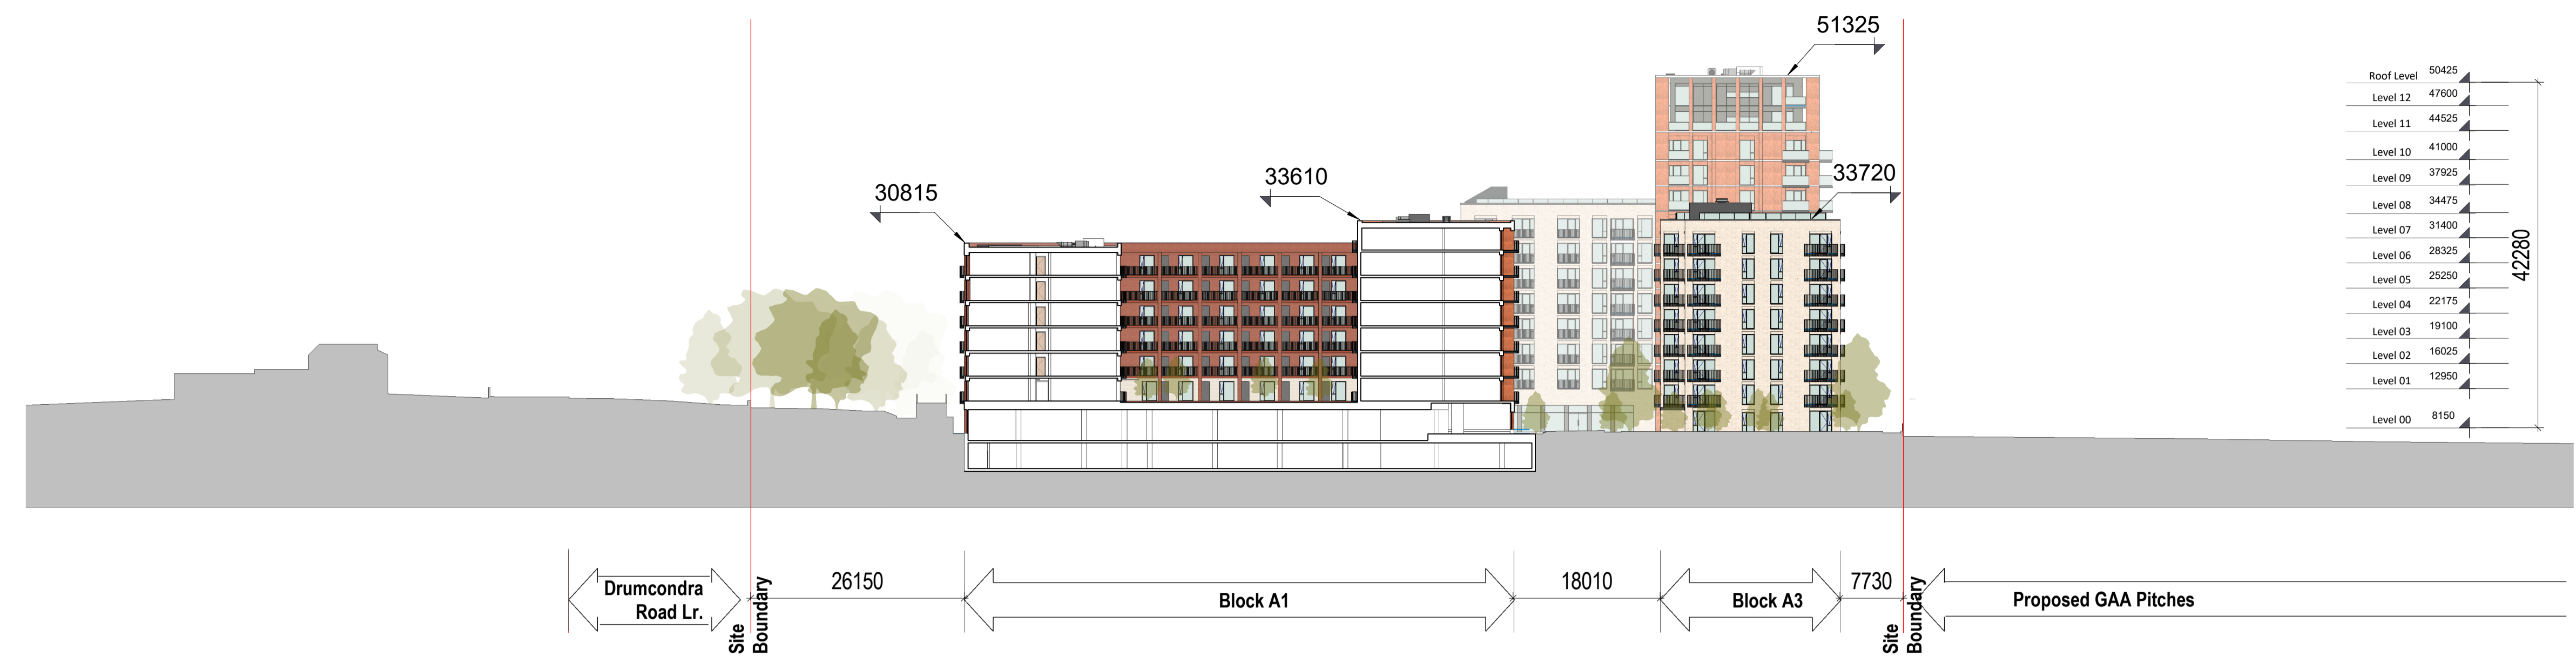 51325
30815
33610
33720
Roof Level 50425
Level 12 47600
Level 11 44525
Level 10 41000
Level 09 37925
Level 08 34475
Level 07 31400
Level 06 28325
Level 05 25250
Level 04 22175
Level 03 19100
Level 02 16025
Level 01 12950
Level 00 8150
42280
Drumcondra
Road Lr.
Site
Boundary
26150
Block A1
18010
Block A3
7730
Site
Boundary
Proposed GAA Pitches